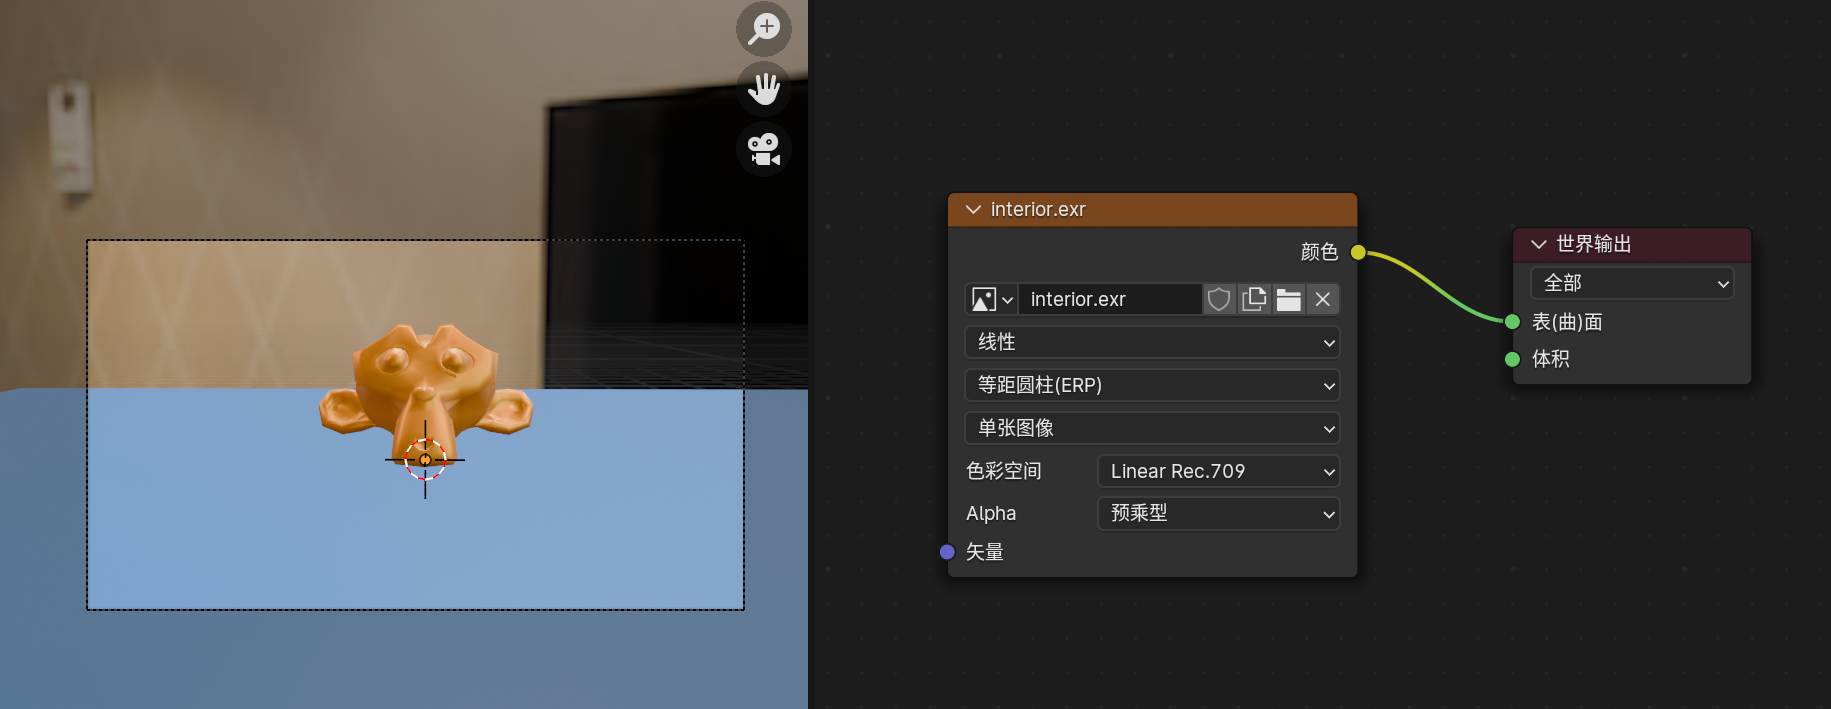 interior.exr
颜色
interior.exr
线性
等距圆柱(ERP)
单张图像
色彩空间 Linear Rec.709
Alpha 预乘型
矢量
世界输出
全部
表(曲)面
体积